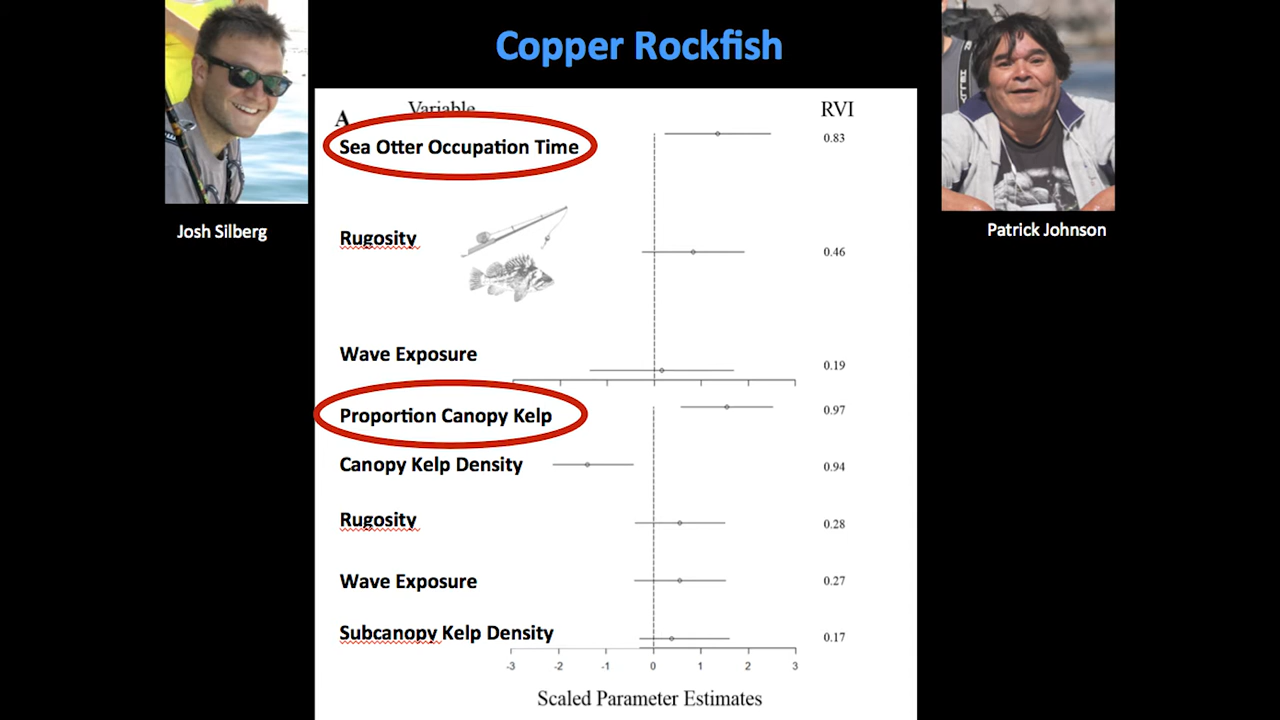 Copper Rockfish
A Variable RVI
Sea Otter Occupation Time 0.83
Josh Silberg
Patrick Johnson
Rugosity 0.46
Wave Exposure 0.19
Proportion Canopy Kelp 0.97
Canopy Kelp Density 0.94
Rugosity 0.28
Wave Exposure 0.27
Subcanopy Kelp Density 0.17
-3 -2 -1 0 1 2 3
Scaled Parameter Estimates